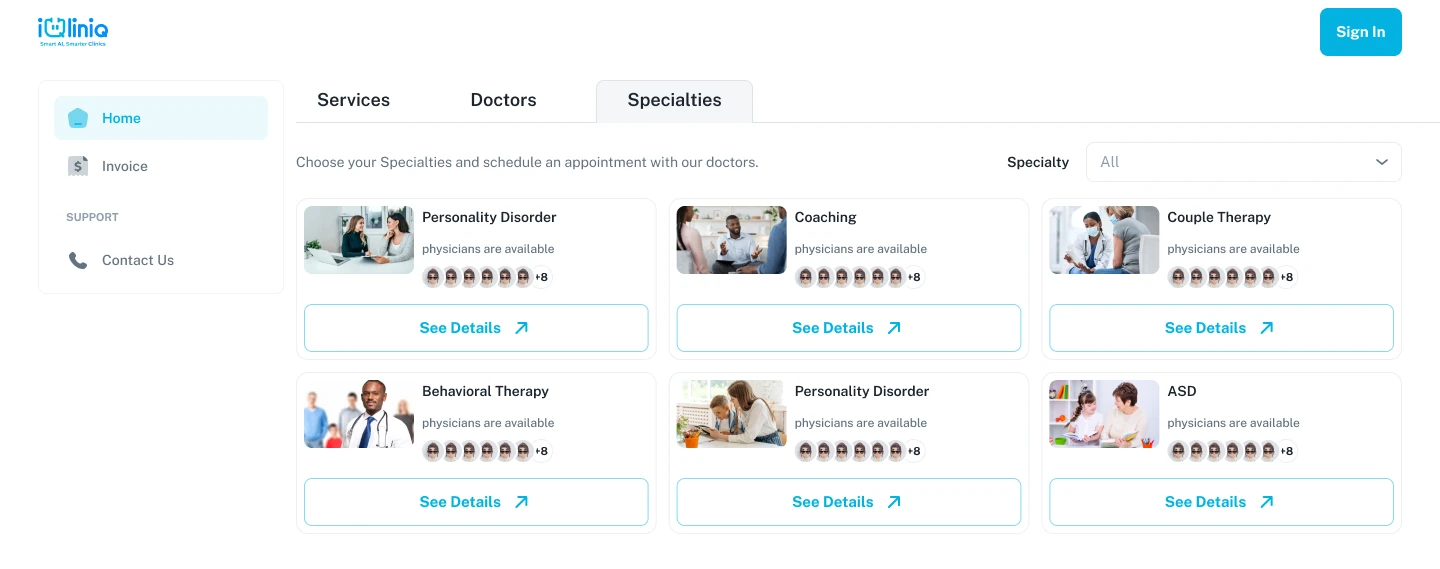 iQliniq
Smart AI, Smarter Clinics
Sign In
Home
Invoice
SUPPORT
Contact Us
Services
Doctors
Specialties
Choose your Specialties and schedule an appointment with our doctors.
Specialty
All
Personality Disorder
physicians are available
+8
See Details
Coaching
physicians are available
+8
See Details
Couple Therapy
physicians are available
+8
See Details
Behavioral Therapy
physicians are available
+8
See Details
Personality Disorder
physicians are available
+8
See Details
ASD
physicians are available
+8
See Details